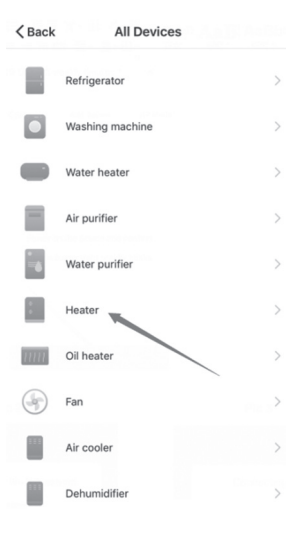 Back All Devices
Refrigerator
Washing machine
Water heater
Air purifier
Water purifier
Heater
Oil heater
Fan
Air cooler
Dehumidifier